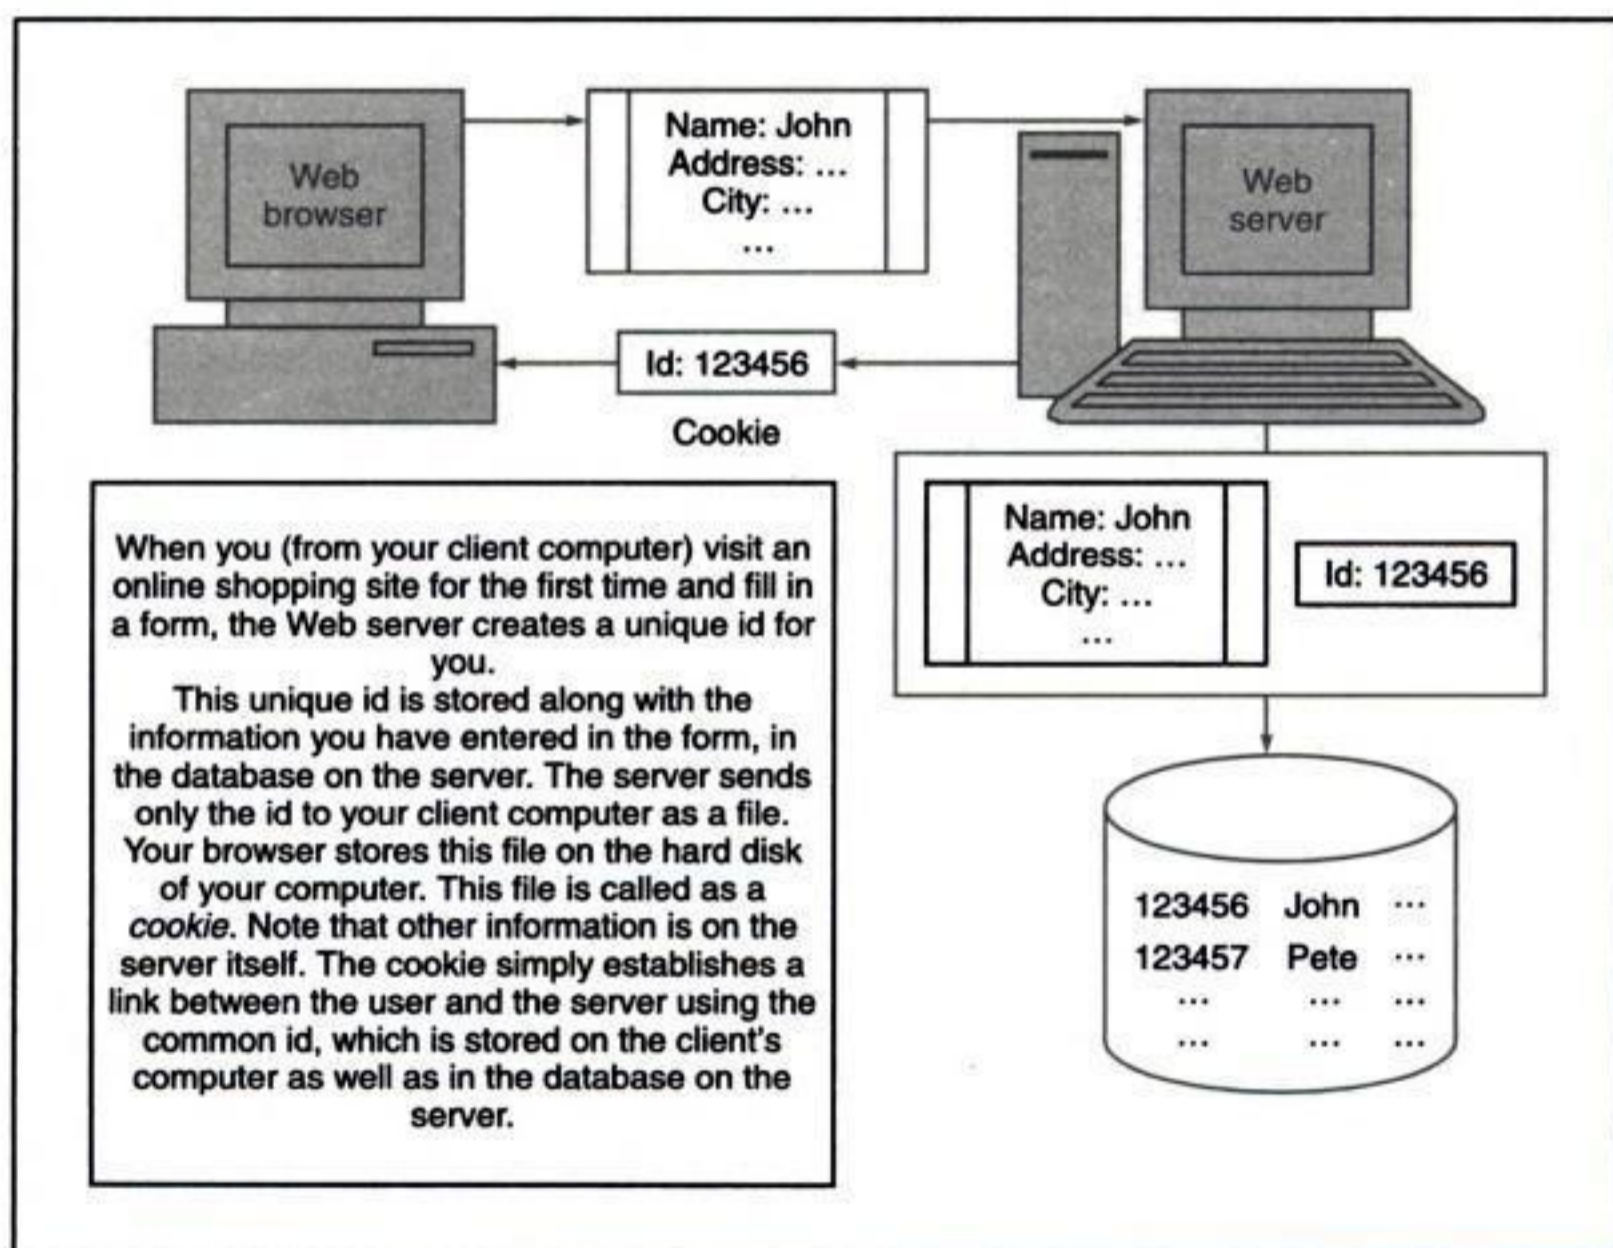 Web
browser
Name: John
Address: ...
City: ...
...
Web
server
Id: 123456
Cookie
When you (from your client computer) visit an
online shopping site for the first time and fill in
a form, the Web server creates a unique id for
you.
This unique id is stored along with the
information you have entered in the form, in
the database on the server. The server sends
only the id to your client computer as a file.
Your browser stores this file on the hard disk
of your computer. This file is called as a
cookie. Note that other information is on the
server itself. The cookie simply establishes a
link between the user and the server using the
common id, which is stored on the client's
computer as well as in the database on the
server.
Name: John
Address: ...
City: ...
...
Id: 123456
123456 John ...
123457 Pete ...
... ... ...
... ... ...